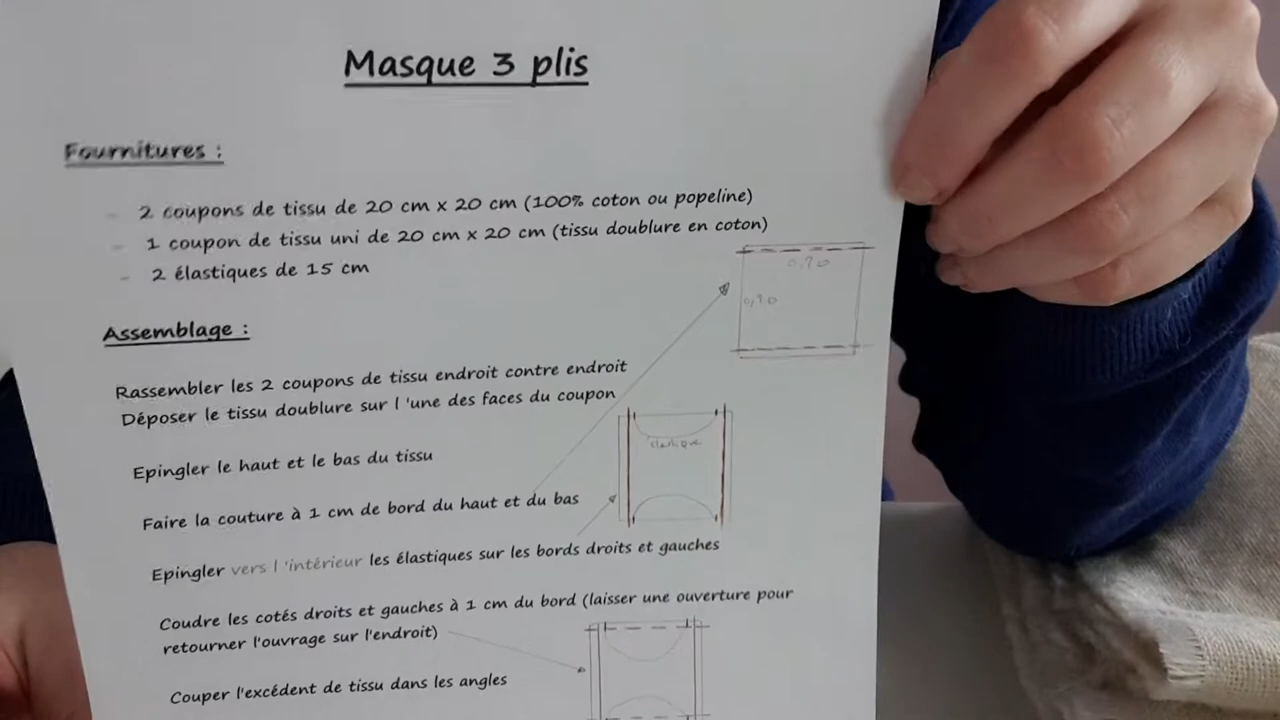 Masque 3 plis
Fournitures :
- 2 coupons de tissu de 20 cm x 20 cm (100% coton ou popeline)
- 1 coupon de tissu uni de 20 cm x 20 cm (tissu doublure en coton)
- 2 élastiques de 15 cm
Assemblage :
Rassembler les 2 coupons de tissu endroit contre endroit
Déposer le tissu doublure sur l 'une des faces du coupon
Epingler le haut et le bas du tissu
Faire la couture à 1 cm de bord du haut et du bas
Epingler vers l 'intérieur les élastiques sur les bords droits et gauches
Coudre les cotés droits et gauches à 1 cm du bord (laisser une ouverture pour
retourner l'ouvrage sur l'endroit)
Couper l'excédent de tissu dans les angles
élastique